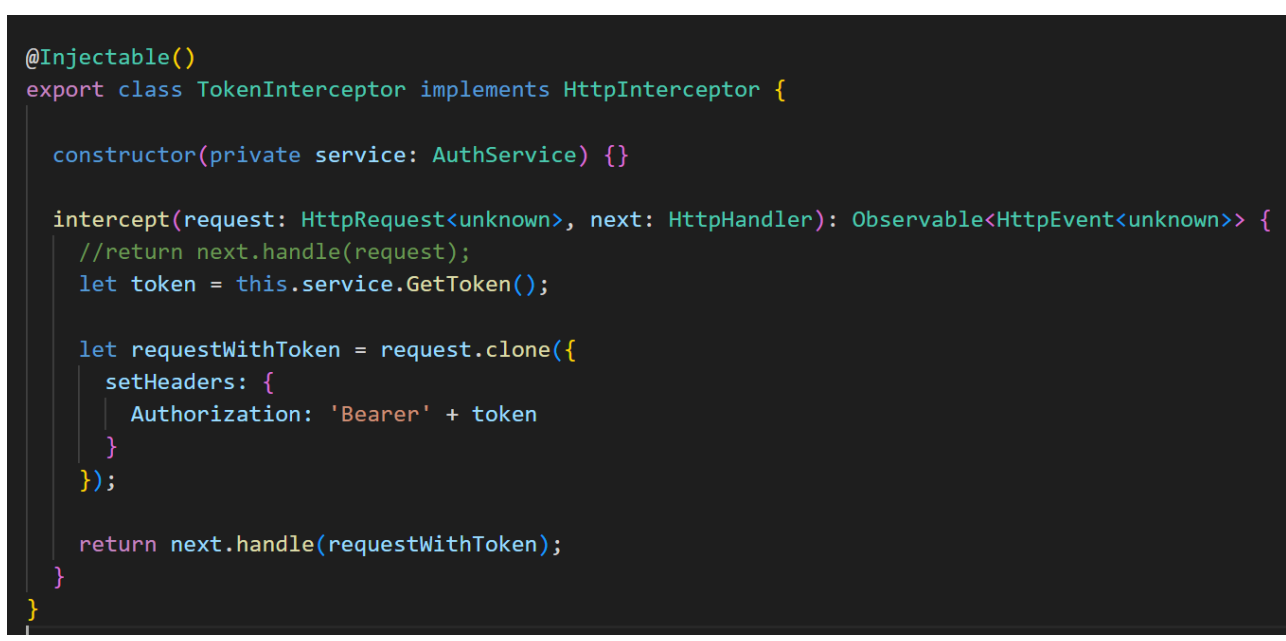 @Injectable()
export class TokenInterceptor implements HttpInterceptor {
constructor(private service: AuthService) {}
intercept(request: HttpRequest<unknown>, next: HttpHandler): Observable<HttpEvent<unknown>> {
//return next.handle(request);
let token = this.service.GetToken();
let requestWithToken = request.clone({
setHeaders: {
Authorization: 'Bearer' + token
}
});
return next.handle(requestWithToken);
}
}